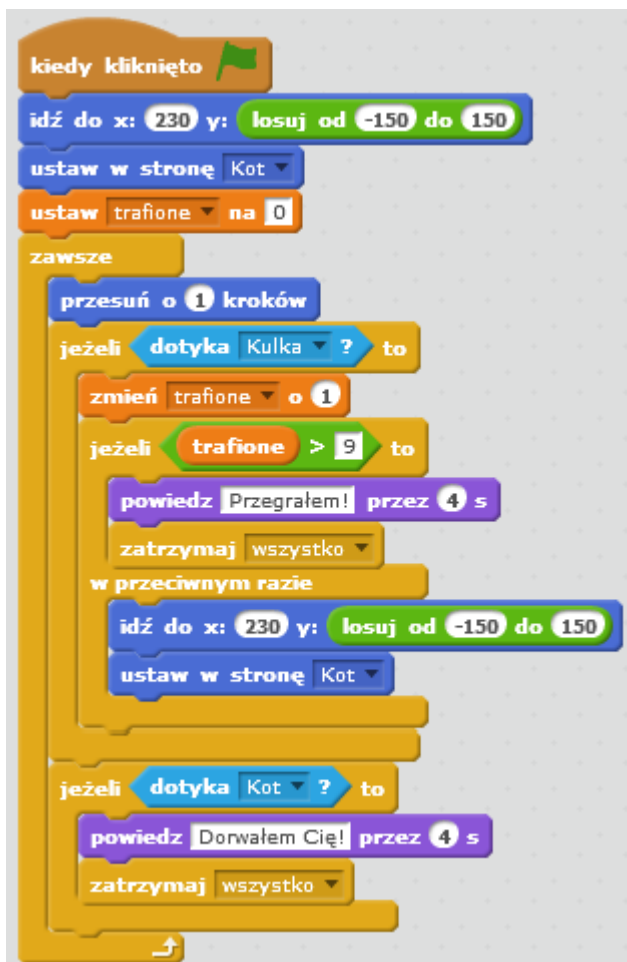 kiedy kliknięto
idź do x: 230 y: losuj od -150 do 150
ustaw w stronę Kot
ustaw trafione na 0
zawsze
przesuń o 1 kroków
jeżeli dotyka Kulka ? to
zmień trafione o 1
jeżeli trafione > 9 to
powiedz Przegrałem! przez 4 s
zatrzymaj wszystko
w przeciwnym razie
idź do x: 230 y: losuj od -150 do 150
ustaw w stronę Kot
jeżeli dotyka Kot ? to
powiedz Dorwałem Cię! przez 4 s
zatrzymaj wszystko